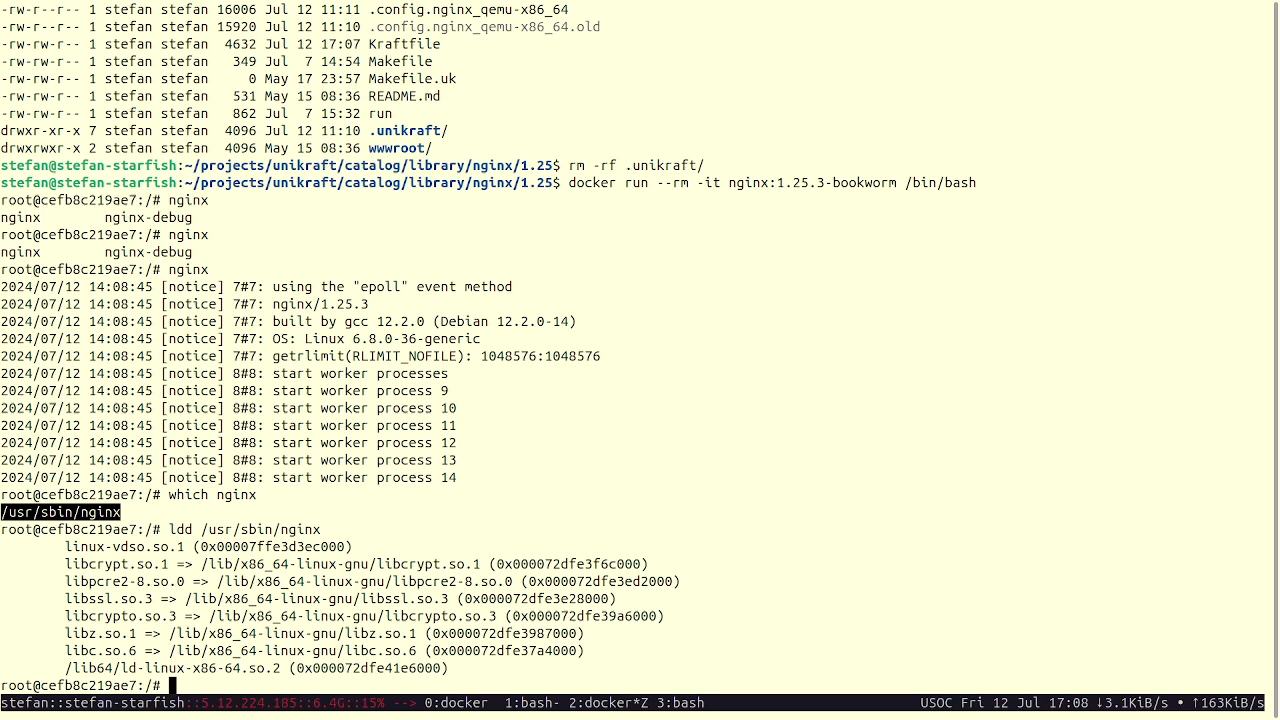 -rw-r--r-- 1 stefan stefan 16006 Jul 12 11:11 .config.nginx_qemu-x86_64
-rw-r--r-- 1 stefan stefan 15920 Jul 12 11:10 .config.nginx_qemu-x86_64.old
-rw-rw-r-- 1 stefan stefan  4632 Jul 12 17:07 Kraftfile
-rw-rw-r-- 1 stefan stefan   349 Jul  7 14:54 Makefile
-rw-rw-r-- 1 stefan stefan     0 May 17 23:57 Makefile.uk
-rw-rw-r-- 1 stefan stefan   531 May 15 08:36 README.md
-rw-rw-r-- 1 stefan stefan   862 Jul  7 15:32 run
drwxr-xr-x 7 stefan stefan  4096 Jul 12 11:10 .unikraft/
drwxrwxr-x 2 stefan stefan  4096 May 15 08:36 wwwroot/
stefan@stefan-starfish:~/projects/unikraft/catalog/library/nginx/1.25$ rm -rf .unikraft/
stefan@stefan-starfish:~/projects/unikraft/catalog/library/nginx/1.25$ docker run --rm -it nginx:1.25.3-bookworm /bin/bash
root@cefb8c219ae7:/# nginx
nginx        nginx-debug
root@cefb8c219ae7:/# nginx
nginx        nginx-debug
root@cefb8c219ae7:/# nginx
2024/07/12 14:08:45 [notice] 7#7: using the "epoll" event method
2024/07/12 14:08:45 [notice] 7#7: nginx/1.25.3
2024/07/12 14:08:45 [notice] 7#7: built by gcc 12.2.0 (Debian 12.2.0-14)
2024/07/12 14:08:45 [notice] 7#7: OS: Linux 6.8.0-36-generic
2024/07/12 14:08:45 [notice] 7#7: getrlimit(RLIMIT_NOFILE): 1048576:1048576
2024/07/12 14:08:45 [notice] 8#8: start worker processes
2024/07/12 14:08:45 [notice] 8#8: start worker process 9
2024/07/12 14:08:45 [notice] 8#8: start worker process 10
2024/07/12 14:08:45 [notice] 8#8: start worker process 11
2024/07/12 14:08:45 [notice] 8#8: start worker process 12
2024/07/12 14:08:45 [notice] 8#8: start worker process 13
2024/07/12 14:08:45 [notice] 8#8: start worker process 14
root@cefb8c219ae7:/# which nginx
/usr/sbin/nginx
root@cefb8c219ae7:/# ldd /usr/sbin/nginx
        linux-vdso.so.1 (0x00007ffe3d3ec000)
        libcrypt.so.1 => /lib/x86_64-linux-gnu/libcrypt.so.1 (0x000072dfe3f6c000)
        libpcre2-8.so.0 => /lib/x86_64-linux-gnu/libpcre2-8.so.0 (0x000072dfe3ed2000)
        libssl.so.3 => /lib/x86_64-linux-gnu/libssl.so.3 (0x000072dfe3e28000)
        libcrypto.so.3 => /lib/x86_64-linux-gnu/libcrypto.so.3 (0x000072dfe39a6000)
        libz.so.1 => /lib/x86_64-linux-gnu/libz.so.1 (0x000072dfe3987000)
        libc.so.6 => /lib/x86_64-linux-gnu/libc.so.6 (0x000072dfe37a4000)
        /lib64/ld-linux-x86-64.so.2 (0x000072dfe41e6000)
root@cefb8c219ae7:/#
stefan::stefan-starfish::5.12.224.185::6.4G::15% --> 0:docker  1:bash- 2:docker*Z 3:bash USOC Fri 12 Jul 17:08 ↓3.1KiB/s • ↑163KiB/s